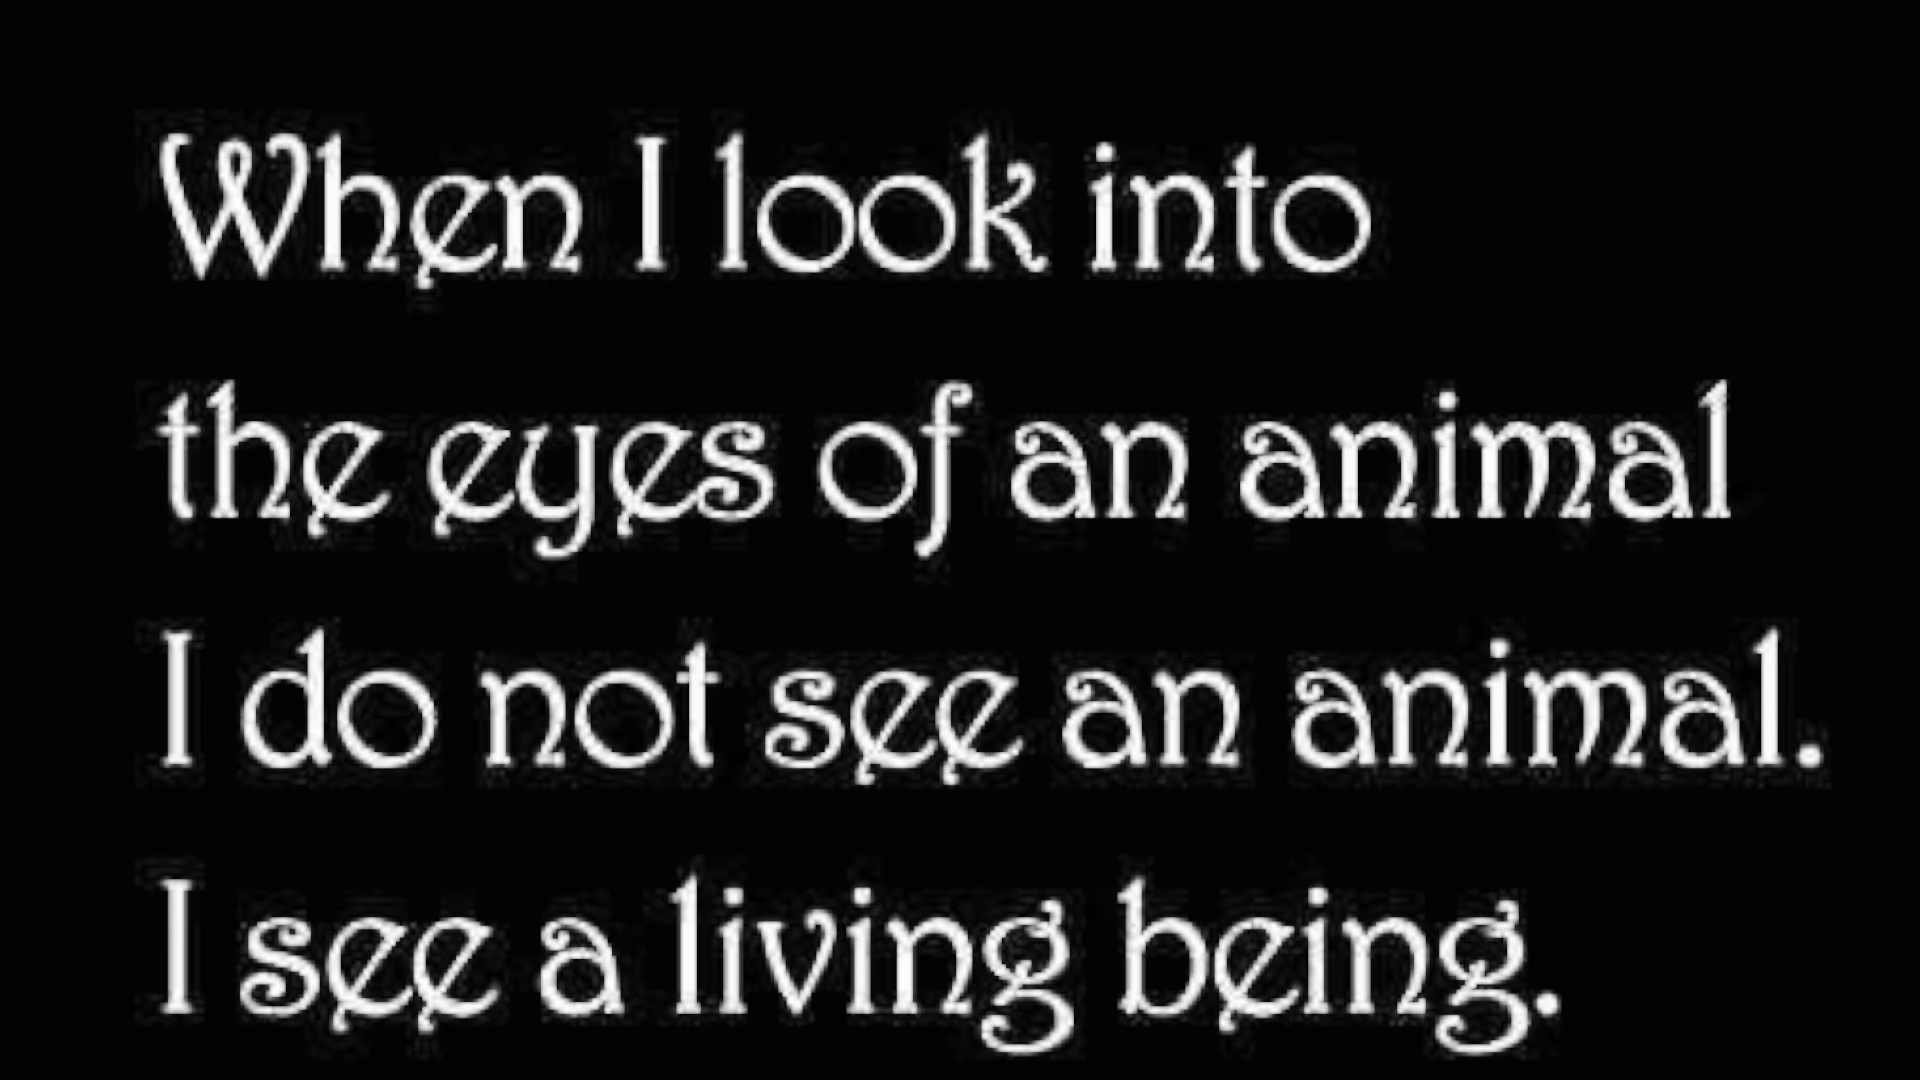 When I look into
the eyes of an animal
I do not see an animal.
I see a living being.